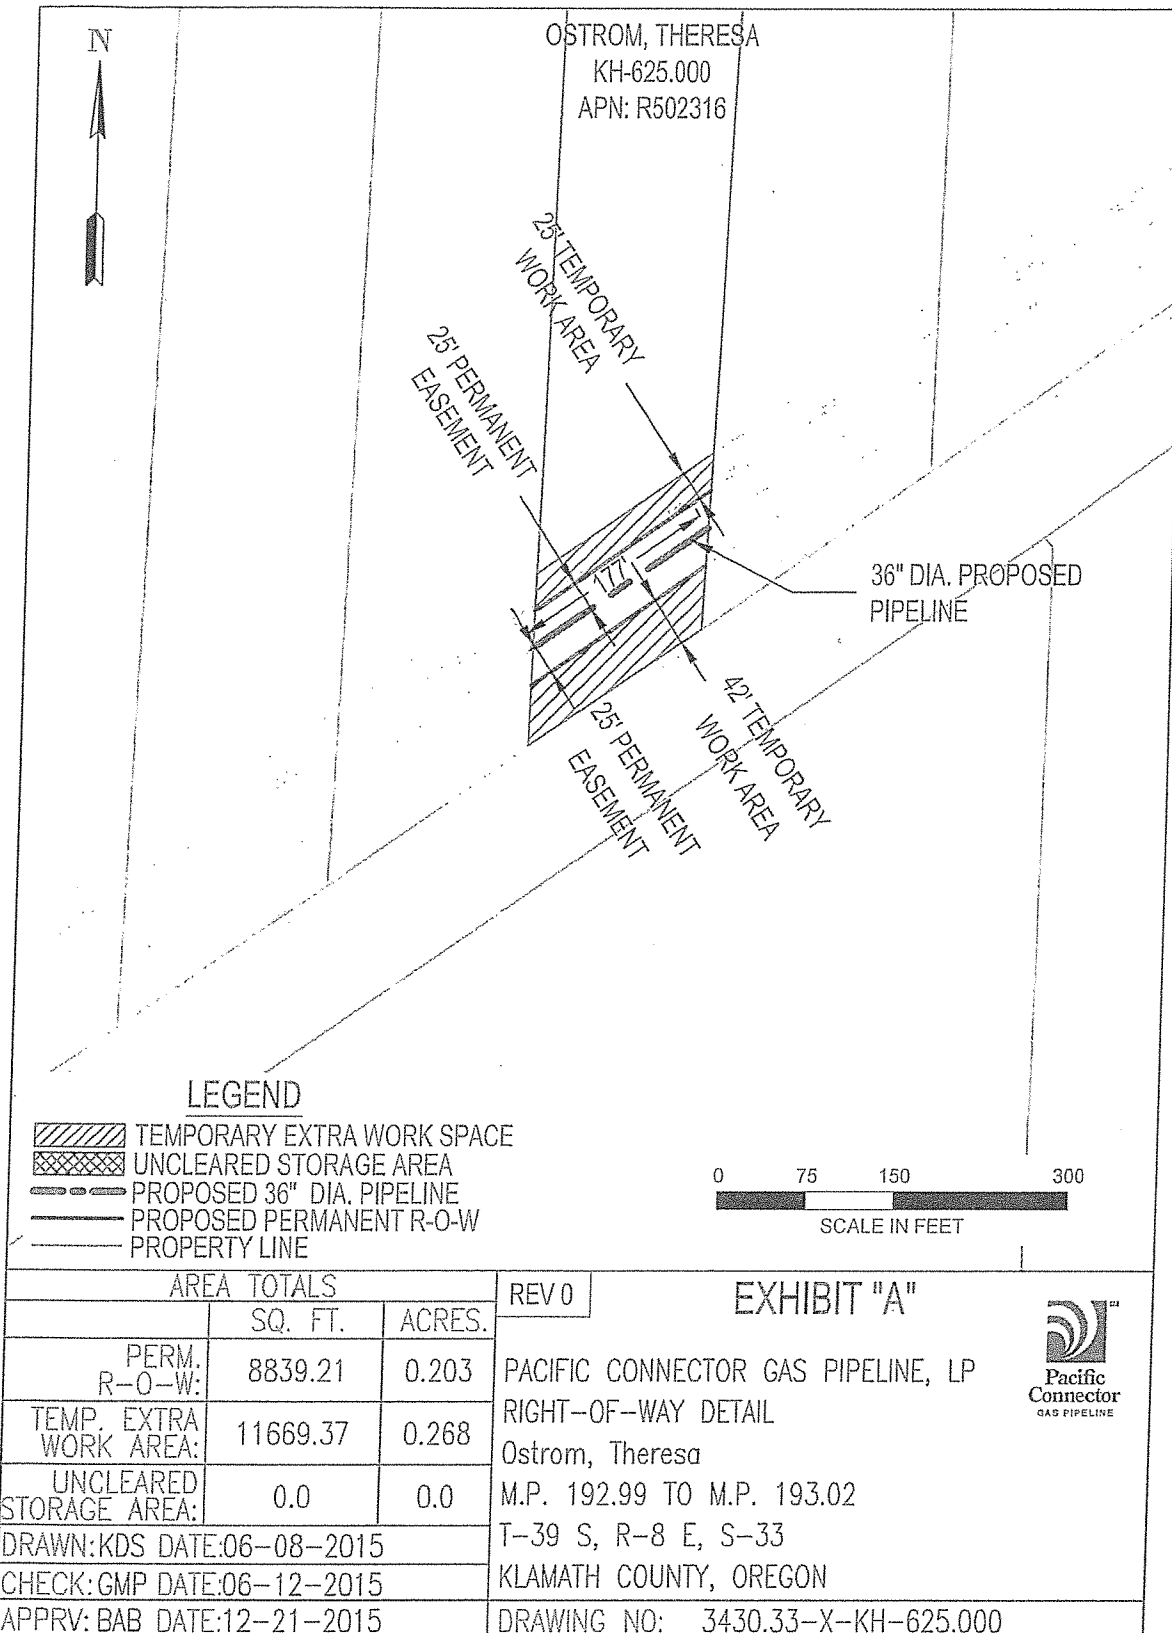 N
OSTROM, THERESA
KH-625.000
APN: R502316
25' TEMPORARY
WORK AREA
25' PERMANENT
EASEMENT
177'
36" DIA. PROPOSED
PIPELINE
42' TEMPORARY
WORK AREA
25' PERMANENT
EASEMENT
LEGEND
TEMPORARY EXTRA WORK SPACE
UNCLEARED STORAGE AREA
PROPOSED 36" DIA. PIPELINE
PROPOSED PERMANENT R-O-W
PROPERTY LINE
0 75 150 300
SCALE IN FEET
AREA TOTALS
SQ. FT. ACRES.
PERM.
R-O-W: 8839.21 0.203
TEMP. EXTRA
WORK AREA: 11669.37 0.268
UNCLEARED
STORAGE AREA: 0.0 0.0
DRAWN: KDS DATE: 06-08-2015
CHECK: GMP DATE: 06-12-2015
APPRV: BAB DATE: 12-21-2015
REV 0
EXHIBIT "A"
PACIFIC CONNECTOR GAS PIPELINE, LP
RIGHT-OF-WAY DETAIL
Ostrom, Theresa
M.P. 192.99 TO M.P. 193.02
T-39 S, R-8 E, S-33
KLAMATH COUNTY, OREGON
DRAWING NO: 3430.33-X-KH-625.000
Pacific
Connector
GAS PIPELINE